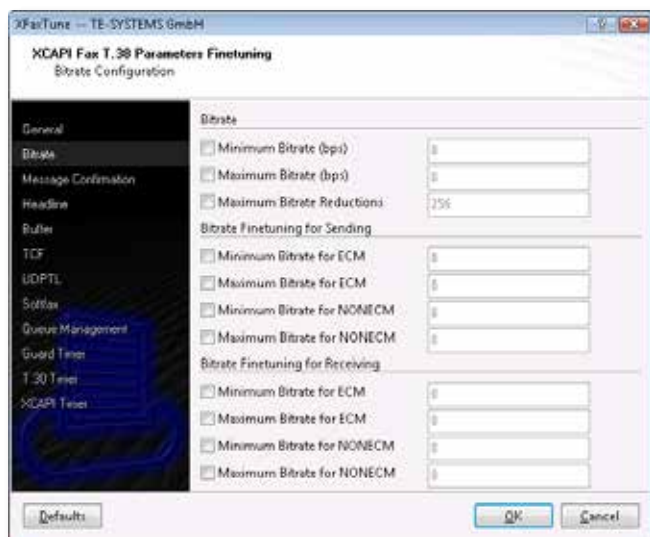 XFaxTune -- TE-SYSTEMS GmbH
XCAPI Fax T.38 Parameters Finetuning
Bitrate Configuration
General
Bitrate
Message Confirmation
Headline
Buffer
TCF
UDPTL
Softfax
Queue Management
Guard Timer
T.30 Timer
XCAPI Timer
Bitrate
Minimum Bitrate (bps) 0
Maximum Bitrate (bps) 0
Maximum Bitrate Reductions 256
Bitrate Finetuning for Sending
Minimum Bitrate for ECM 0
Maximum Bitrate for ECM 0
Minimum Bitrate for NONECM 0
Maximum Bitrate for NONECM 0
Bitrate Finetuning for Receiving
Minimum Bitrate for ECM 0
Maximum Bitrate for ECM 0
Minimum Bitrate for NONECM 0
Maximum Bitrate for NONECM 0
Defaults OK Cancel